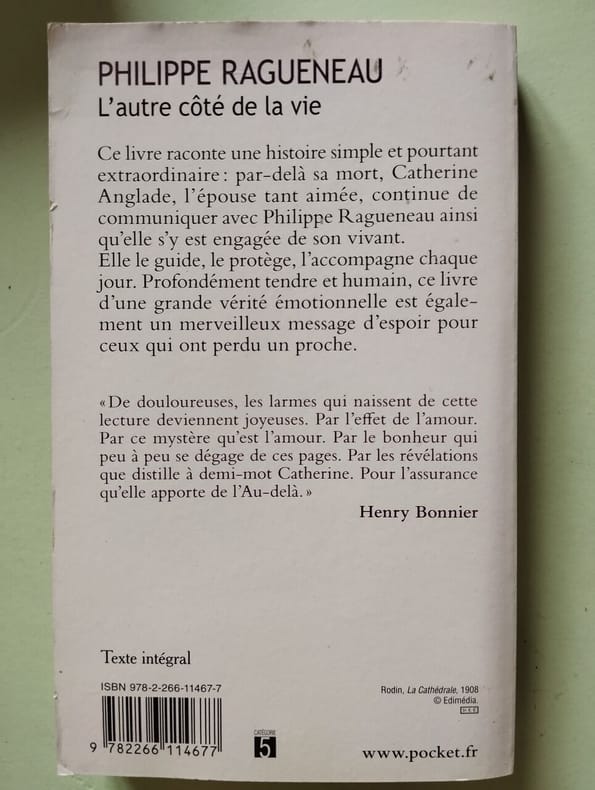 PHILIPPE RAGUENEAU
L'autre côté de la vie
Ce livre raconte une histoire simple et pourtant
extraordinaire : par-delà sa mort, Catherine
Anglade, l'épouse tant aimée, continue de
communiquer avec Philippe Ragueneau ainsi
qu'elle s'y est engagée de son vivant.
Elle le guide, le protège, l'accompagne chaque
jour. Profondément tendre et humain, ce livre
d'une grande vérité émotionnelle est égale-
ment un merveilleux message d'espoir pour
ceux qui ont perdu un proche.
« De douloureuses, les larmes qui naissent de cette
lecture deviennent joyeuses. Par l'effet de l'amour.
Par ce mystère qu'est l'amour. Par le bonheur qui
peu à peu se dégage de ces pages. Par les révélations
que distille à demi-mot Catherine. Pour l'assurance
qu'elle apporte de l'Au-delà. »
Henry Bonnier
Texte intégral
ISBN 978-2-266-11467-7
9 782266 114677
CATÉGORIE
5
Rodin, La Cathédrale, 1908
© Edimédia.
www.pocket.fr